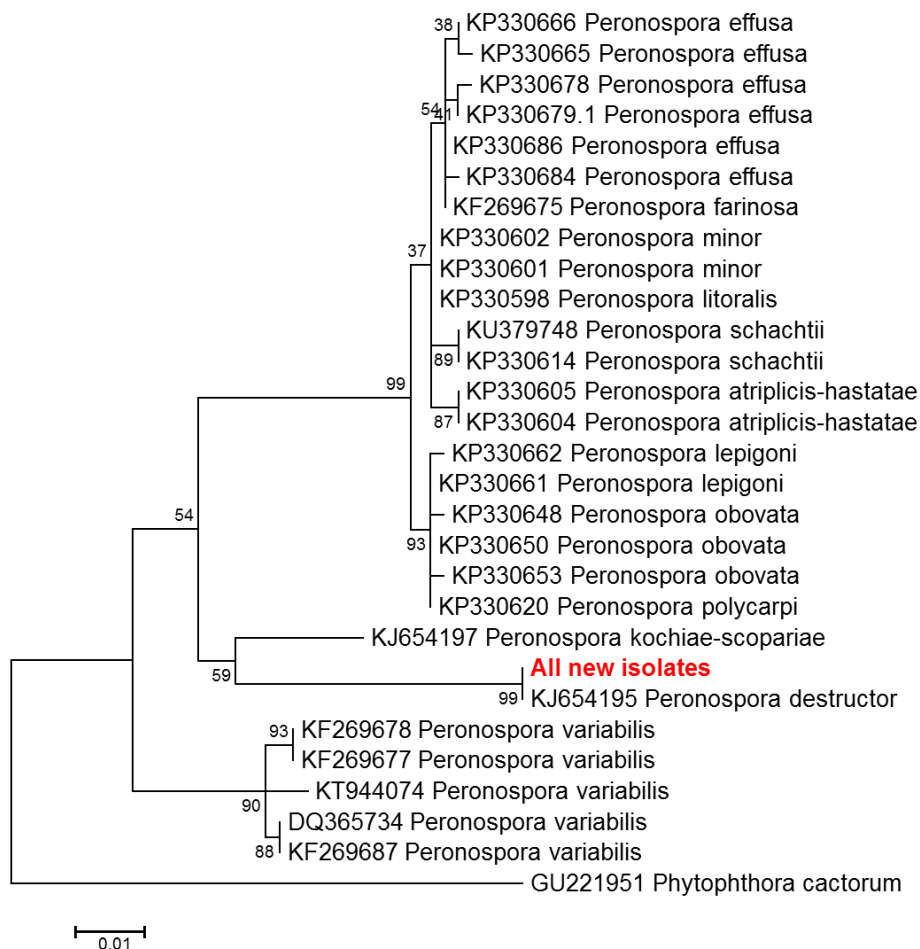 38
KP330666 Peronospora effusa
KP330665 Peronospora effusa
KP330678 Peronospora effusa
54
41
KP330679.1 Peronospora effusa
KP330686 Peronospora effusa
KP330684 Peronospora effusa
KF269675 Peronospora farinosa
KP330602 Peronospora minor
37
KP330601 Peronospora minor
KP330598 Peronospora litoralis
KU379748 Peronospora schachtii
89
KP330614 Peronospora schachtii
99
KP330605 Peronospora atriplicis-hastatae
87
KP330604 Peronospora atriplicis-hastatae
KP330662 Peronospora lepigoni
KP330661 Peronospora lepigoni
KP330648 Peronospora obovata
54
93
KP330650 Peronospora obovata
KP330653 Peronospora obovata
KP330620 Peronospora polycarpi
KJ654197 Peronospora kochiae-scopariae
59
All new isolates
99
KJ654195 Peronospora destructor
93
KF269678 Peronospora variabilis
KF269677 Peronospora variabilis
KT944074 Peronospora variabilis
90
DQ365734 Peronospora variabilis
88
KF269687 Peronospora variabilis
GU221951 Phytophthora cactorum
0.01